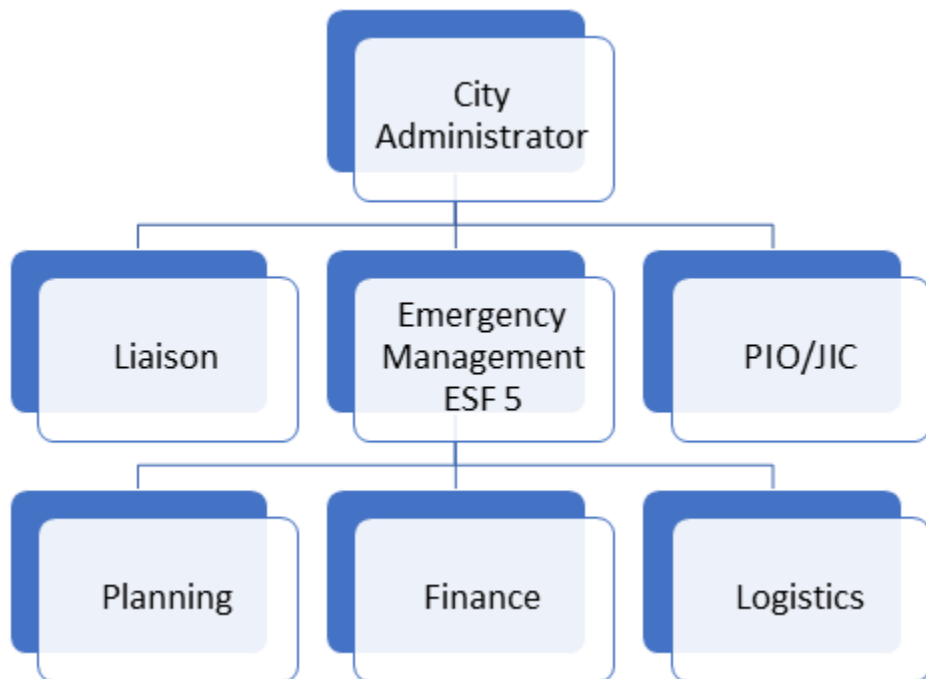 City
Administrator
Liaison
Emergency
Management
ESF 5
PIO/JIC
Planning
Finance
Logistics